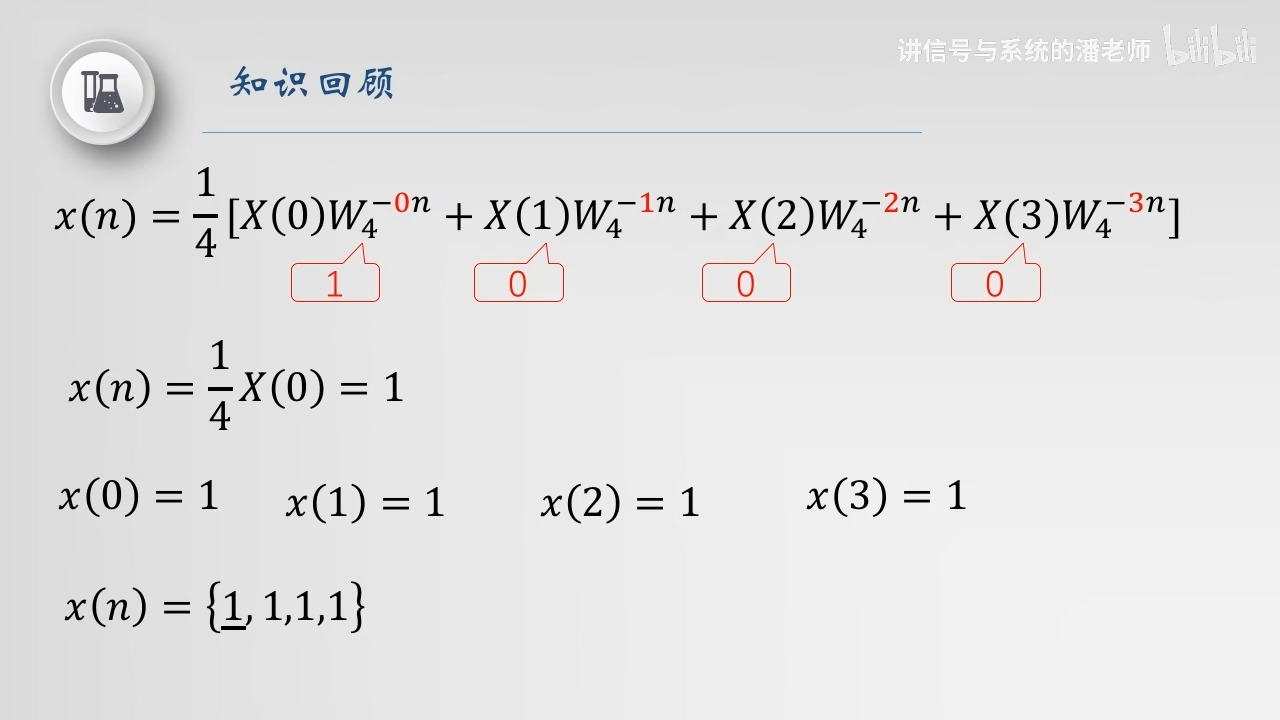 讲信号与系统的潘老师 bilibili
知识回顾
x(n) = \frac{1}{4}[X(0)W_4^{-0n} + X(1)W_4^{-1n} + X(2)W_4^{-2n} + X(3)W_4^{-3n}]
1 0 0 0
x(n) = \frac{1}{4}X(0) = 1
x(0) = 1 x(1) = 1 x(2) = 1 x(3) = 1
x(n) = {\underline{1}, 1,1,1}